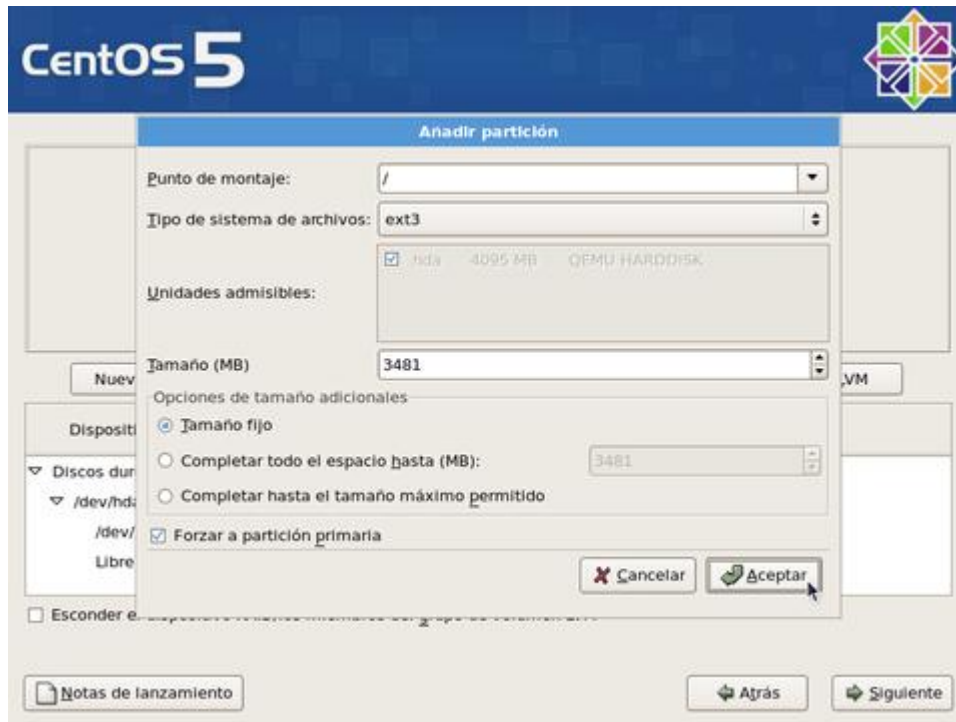 CentOS 5
Añadir partición
Punto de montaje: /
Tipo de sistema de archivos: ext3
hda 4095 MB QEMU HARDDISK
Unidades admisibles:
Tamaño (MB) 3481
Nuev VM
Opciones de tamaño adicionales
Dispositi
Tamaño fijo
Discos dur
Completar todo el espacio hasta (MB): 3481
/dev/hda
Completar hasta el tamaño máximo permitido
/dev/
Forzar a partición primaria
Libre
Cancelar Aceptar
Esconder e
Notas de lanzamiento Atrás Siguiente